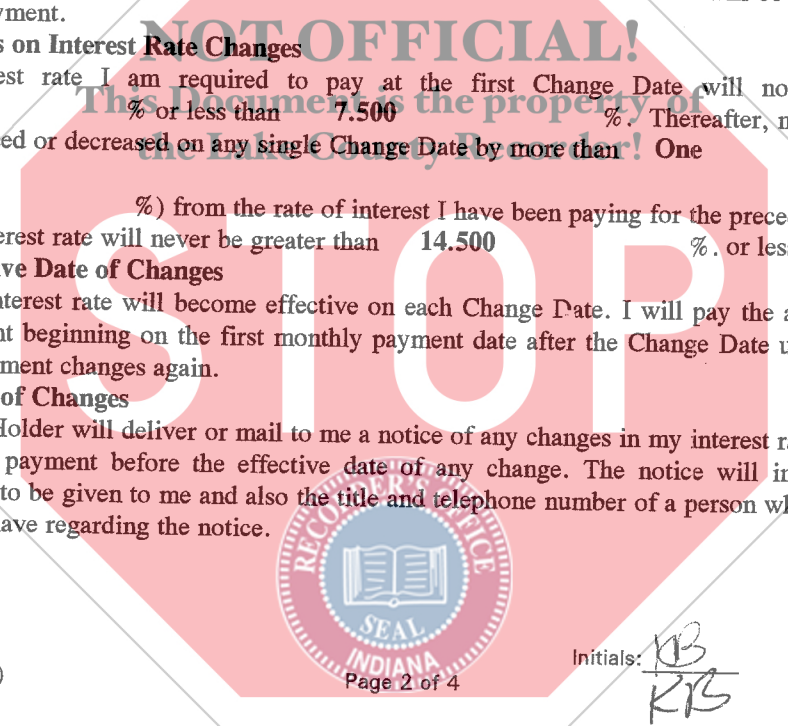 yment.
s on Interest Rate Changes
est rate I am required to pay at the first Change Date will no
% or less than 7.500 %. Thereafter, n
ed or decreased on any single Change Date by more than One
%) from the rate of interest I have been paying for the prece
erest rate will never be greater than 14.500 %. or less
ve Date of Changes
nterest rate will become effective on each Change Date. I will pay the a
nt beginning on the first monthly payment date after the Change Date u
ment changes again.
of Changes
Holder will deliver or mail to me a notice of any changes in my interest r
payment before the effective date of any change. The notice will in
to be given to me and also the title and telephone number of a person w
ave regarding the notice.
NOT OFFICIAL!
This Document is the property of
the Lake County Recorder!
STOP
RECORDER'S OFFICE
SEAL
INDIANA
Page 2 of 4
Initials: KB
KB
)